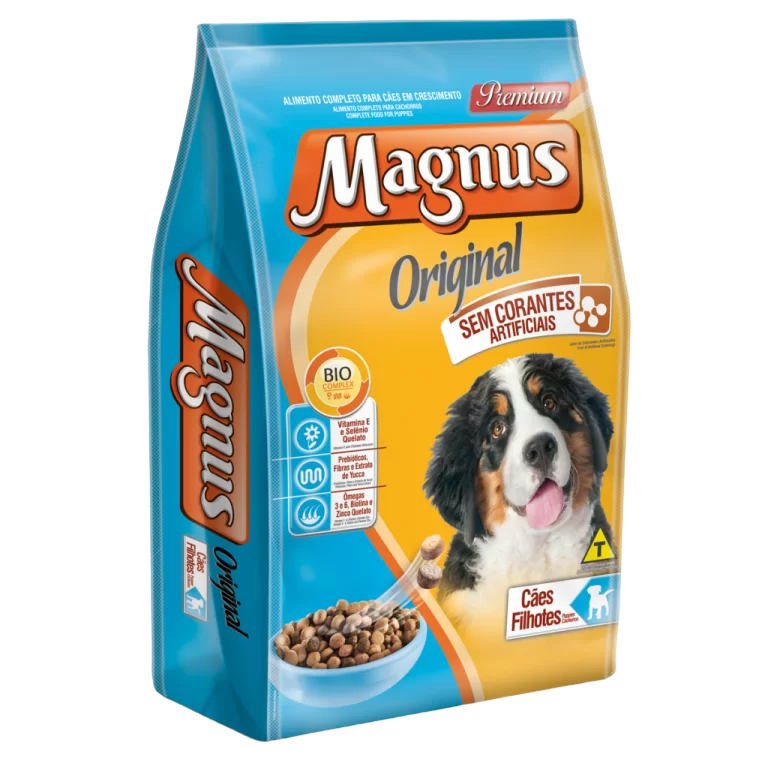 ALIMENTO COMPLETO PARA CÃES EM CRESCIMENTO
ALIMENTO COMPLETO PARA CACHORROS
COMPLETE FOOD FOR PUPPIES
Premium
Magnus
Original
SEM CORANTES
ARTIFICIAIS
BIO
COMPLEX
Vitamina E
e Selênio
Quelato
Prebióticos,
Fibras e Extrato
de Yucca
Ômegas
3 e 6, Biotina e
Zinco Quelato
T
Cães
Filhotes
Puppies
Cachorros
Magnus
Original
Cães
Filhotes